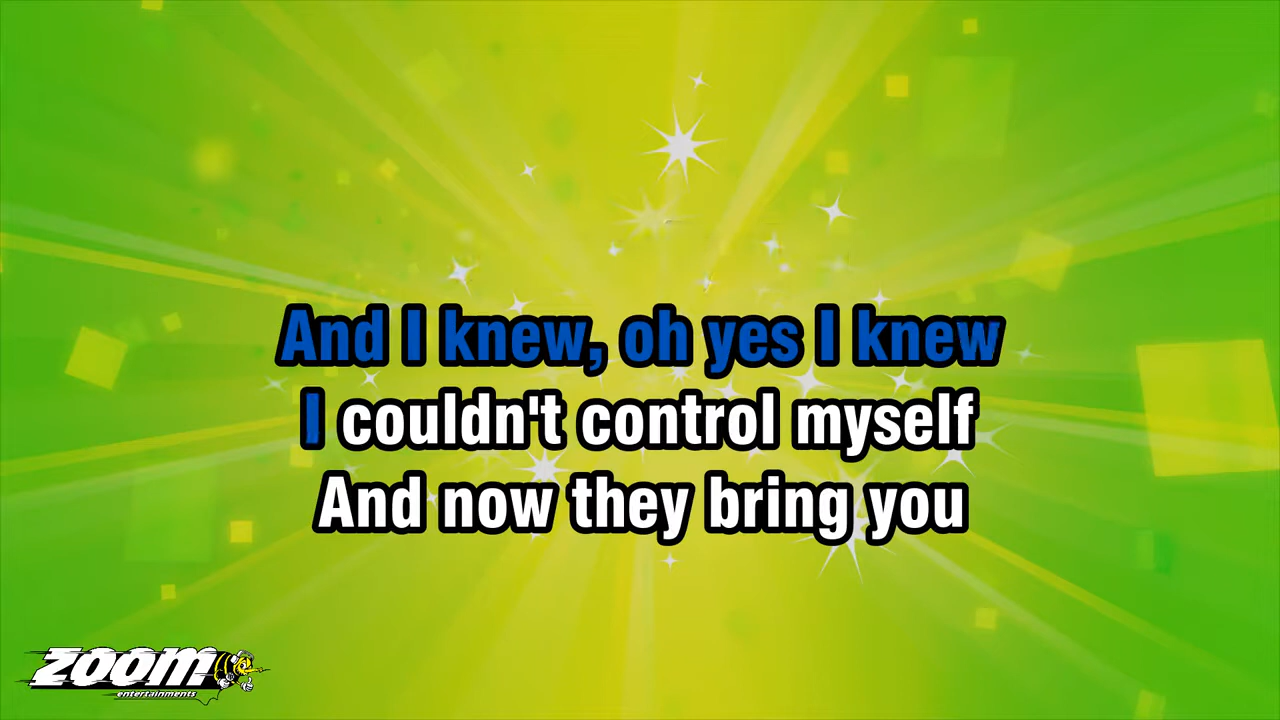 And I knew, oh yes I knew
I couldn't control myself
And now they bring you
zoom
entertainments